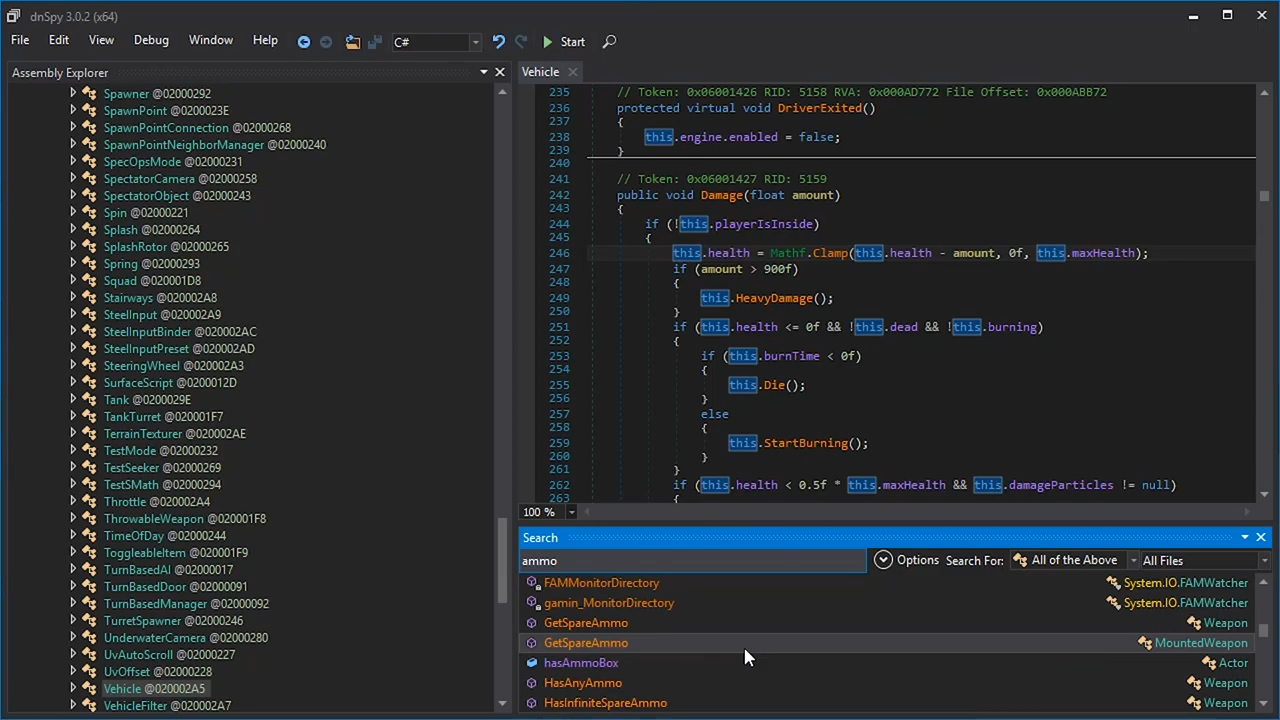 dnSpy 3.0.2 (x64)
File Edit View Debug Window Help C# Start
Assembly Explorer
Spawner @02000292
SpawnPoint @0200023E
SpawnPointConnection @02000268
SpawnPointNeighborManager @02000240
SpecOpsMode @02000231
SpectatorCamera @02000258
SpectatorObject @02000243
Spin @02000221
Splash @02000264
SplashRotor @02000265
Spring @02000293
Squad @020001D8
Stairways @020002A8
SteelInput @020002A9
SteelInputBinder @020002AC
SteelInputPreset @020002AD
SteeringWheel @020002A3
SurfaceScript @0200012D
Tank @0200029E
TankTurret @020001F7
TerrainTexturer @020002AE
TestMode @02000232
TestSeeker @02000269
TestSMath @02000294
Throttle @020002A4
ThrowableWeapon @020001F8
TimeOfDay @02000244
ToggleableItem @020001F9
TurnBasedAI @02000017
TurnBasedDoor @02000091
TurnBasedManager @02000092
TurretSpawner @02000246
UnderwaterCamera @02000280
UvAutoScroll @02000227
UvOffset @02000228
Vehicle @020002A5
VehicleFilter @020002A7
Vehicle
235 // Token: 0x06001426 RID: 5158 RVA: 0x000AD772 File Offset: 0x000ABB72
236 protected virtual void DriverExited()
237 {
238 this.engine.enabled = false;
239 }
240
241 // Token: 0x06001427 RID: 5159
242 public void Damage(float amount)
243 {
244 if (!this.playerIsInside)
245 {
246 this.health = Mathf.Clamp(this.health - amount, 0f, this.maxHealth);
247 if (amount > 900f)
248 {
249 this.HeavyDamage();
250 }
251 if (this.health <= 0f && !this.dead && !this.burning)
252 {
253 if (this.burnTime < 0f)
254 {
255 this.Die();
256 }
257 else
258 {
259 this.StartBurning();
260 }
261 }
262 if (this.health < 0.5f * this.maxHealth && this.damageParticles != null)
263 {
100 %
Search
ammo Options Search For: All of the Above All Files
FAMMonitorDirectory System.IO.FAMWatcher
gamin_MonitorDirectory System.IO.FAMWatcher
GetSpareAmmo Weapon
GetSpareAmmo MountedWeapon
hasAmmoBox Actor
HasAnyAmmo Weapon
HasInfiniteSpareAmmo Weapon